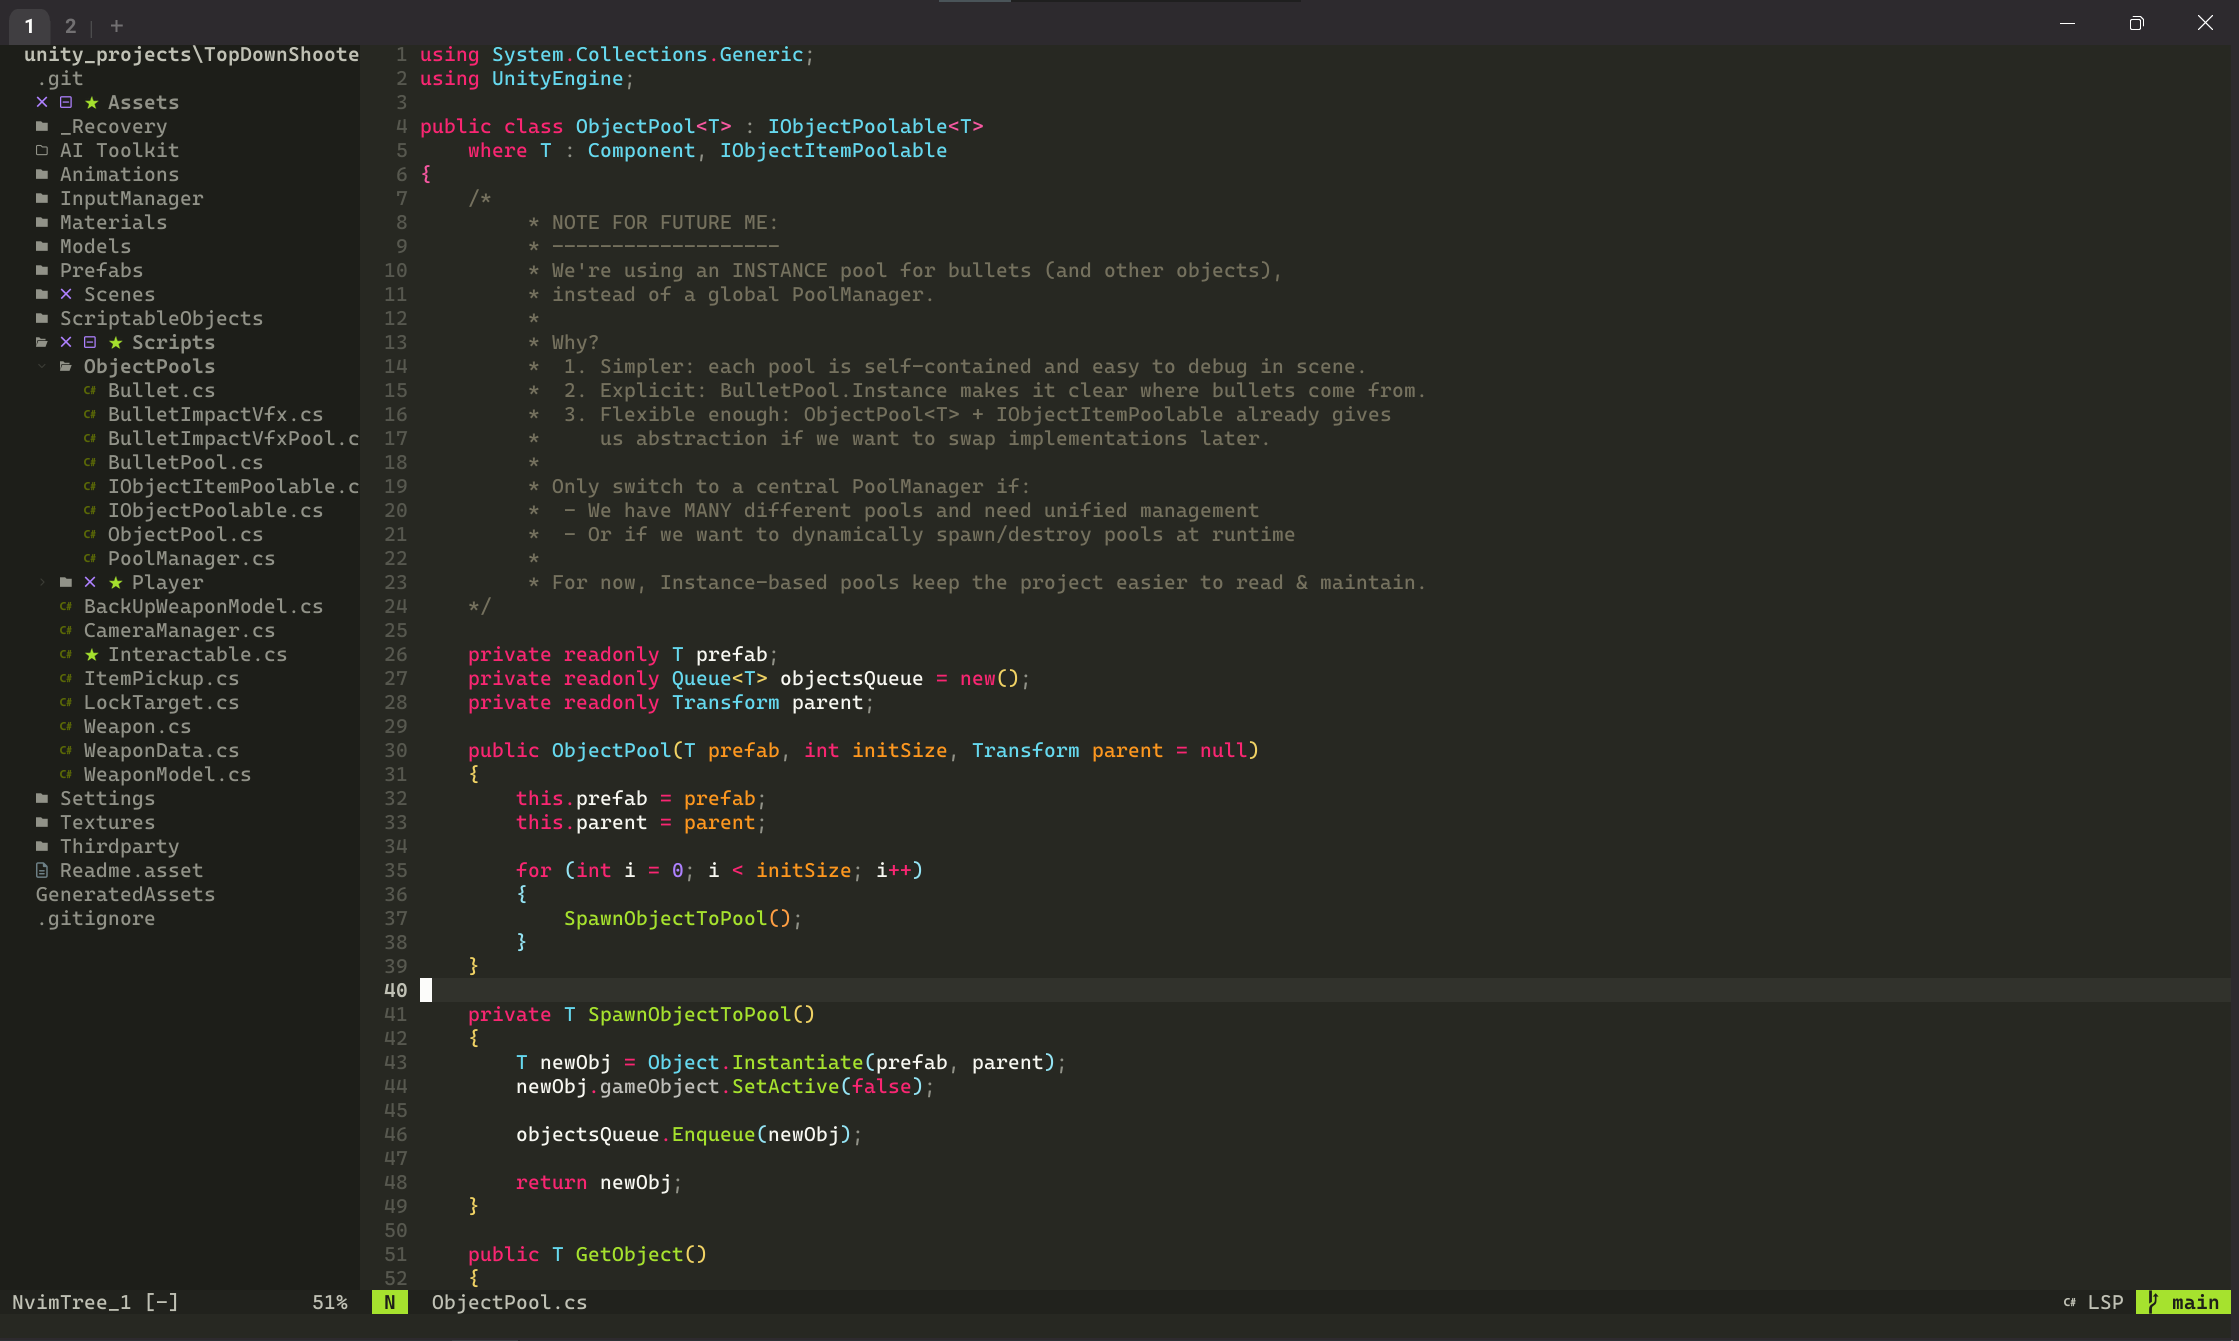 1 2 | +
unity_projects\TopDownShoote
.git
Assets
_Recovery
AI Toolkit
Animations
InputManager
Materials
Models
Prefabs
Scenes
ScriptableObjects
Scripts
ObjectPools
C# Bullet.cs
C# BulletImpactVfx.cs
C# BulletImpactVfxPool.c
C# BulletPool.cs
C# IObjectItemPoolable.c
C# IObjectPoolable.cs
C# ObjectPool.cs
C# PoolManager.cs
Player
C# BackUpWeaponModel.cs
C# CameraManager.cs
C# Interactable.cs
C# ItemPickup.cs
C# LockTarget.cs
C# Weapon.cs
C# WeaponData.cs
C# WeaponModel.cs
Settings
Textures
Thirdparty
Readme.asset
GeneratedAssets
.gitignore
1 using System.Collections.Generic;
2 using UnityEngine;
3
4 public class ObjectPool<T> : IObjectPoolable<T>
5     where T : Component, IObjectItemPoolable
6 {
7     /*
8          * NOTE FOR FUTURE ME:
9          * -------------------
10          * We're using an INSTANCE pool for bullets (and other objects),
11          * instead of a global PoolManager.
12          *
13          * Why?
14          *  1. Simpler: each pool is self-contained and easy to debug in scene.
15          *  2. Explicit: BulletPool.Instance makes it clear where bullets come from.
16          *  3. Flexible enough: ObjectPool<T> + IObjectItemPoolable already gives
17          *     us abstraction if we want to swap implementations later.
18          *
19          * Only switch to a central PoolManager if:
20          *  - We have MANY different pools and need unified management
21          *  - Or if we want to dynamically spawn/destroy pools at runtime
22          *
23          * For now, Instance-based pools keep the project easier to read & maintain.
24     */
25
26     private readonly T prefab;
27     private readonly Queue<T> objectsQueue = new();
28     private readonly Transform parent;
29
30     public ObjectPool(T prefab, int initSize, Transform parent = null)
31     {
32         this.prefab = prefab;
33         this.parent = parent;
34
35         for (int i = 0; i < initSize; i++)
36         {
37             SpawnObjectToPool();
38         }
39     }
40
41     private T SpawnObjectToPool()
42     {
43         T newObj = Object.Instantiate(prefab, parent);
44         newObj.gameObject.SetActive(false);
45
46         objectsQueue.Enqueue(newObj);
47
48         return newObj;
49     }
50
51     public T GetObject()
52     {
NvimTree_1 [-] 51% N ObjectPool.cs C# LSP main